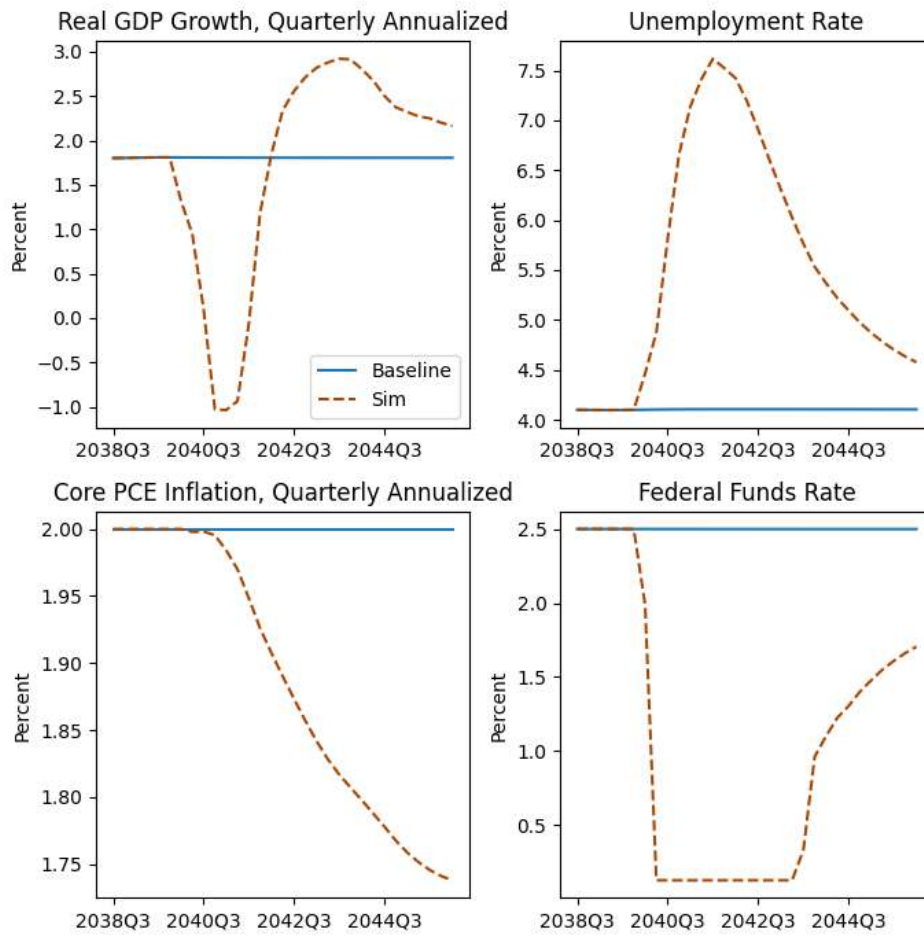 Real GDP Growth, Quarterly Annualized
Percent
3.0
2.5
2.0
1.5
1.0
0.5
0.0
−0.5
−1.0
Baseline
Sim
2038Q3 2040Q3 2042Q3 2044Q3
Unemployment Rate
Percent
7.5
7.0
6.5
6.0
5.5
5.0
4.5
4.0
2038Q3 2040Q3 2042Q3 2044Q3
Core PCE Inflation, Quarterly Annualized
Percent
2.00
1.95
1.90
1.85
1.80
1.75
2038Q3 2040Q3 2042Q3 2044Q3
Federal Funds Rate
Percent
2.5
2.0
1.5
1.0
0.5
2038Q3 2040Q3 2042Q3 2044Q3